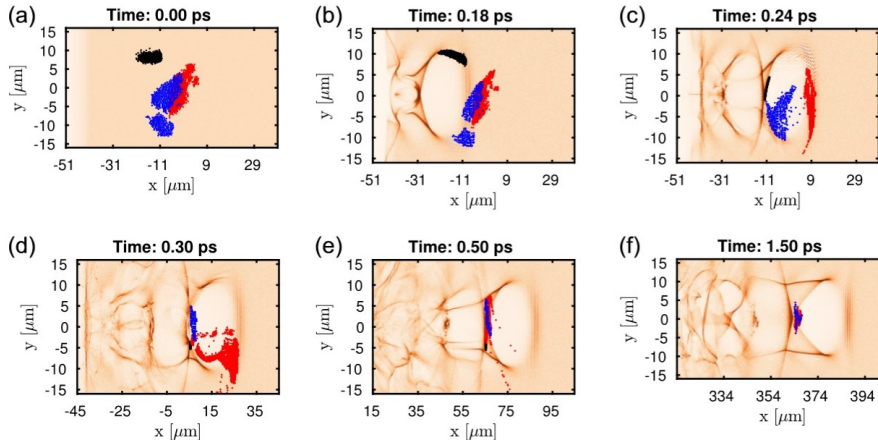 (a)
Time: 0.00 ps
15
10
5
0
-5
-10
-15
y [μm]
-51 -31 -11 9 29
x [μm]
(b)
Time: 0.18 ps
15
10
5
0
-5
-10
-15
y [μm]
-51 -31 -11 9 29
x [μm]
(c)
Time: 0.24 ps
15
10
5
0
-5
-10
-15
y [μm]
-51 -31 -11 9 29
x [μm]
(d)
Time: 0.30 ps
15
10
5
0
-5
-10
-15
y [μm]
-45 -25 -5 15 35
x [μm]
(e)
Time: 0.50 ps
15
10
5
0
-5
-10
-15
y [μm]
15 35 55 75 95
x [μm]
(f)
Time: 1.50 ps
15
10
5
0
-5
-10
-15
y [μm]
334 354 374 394
x [μm]